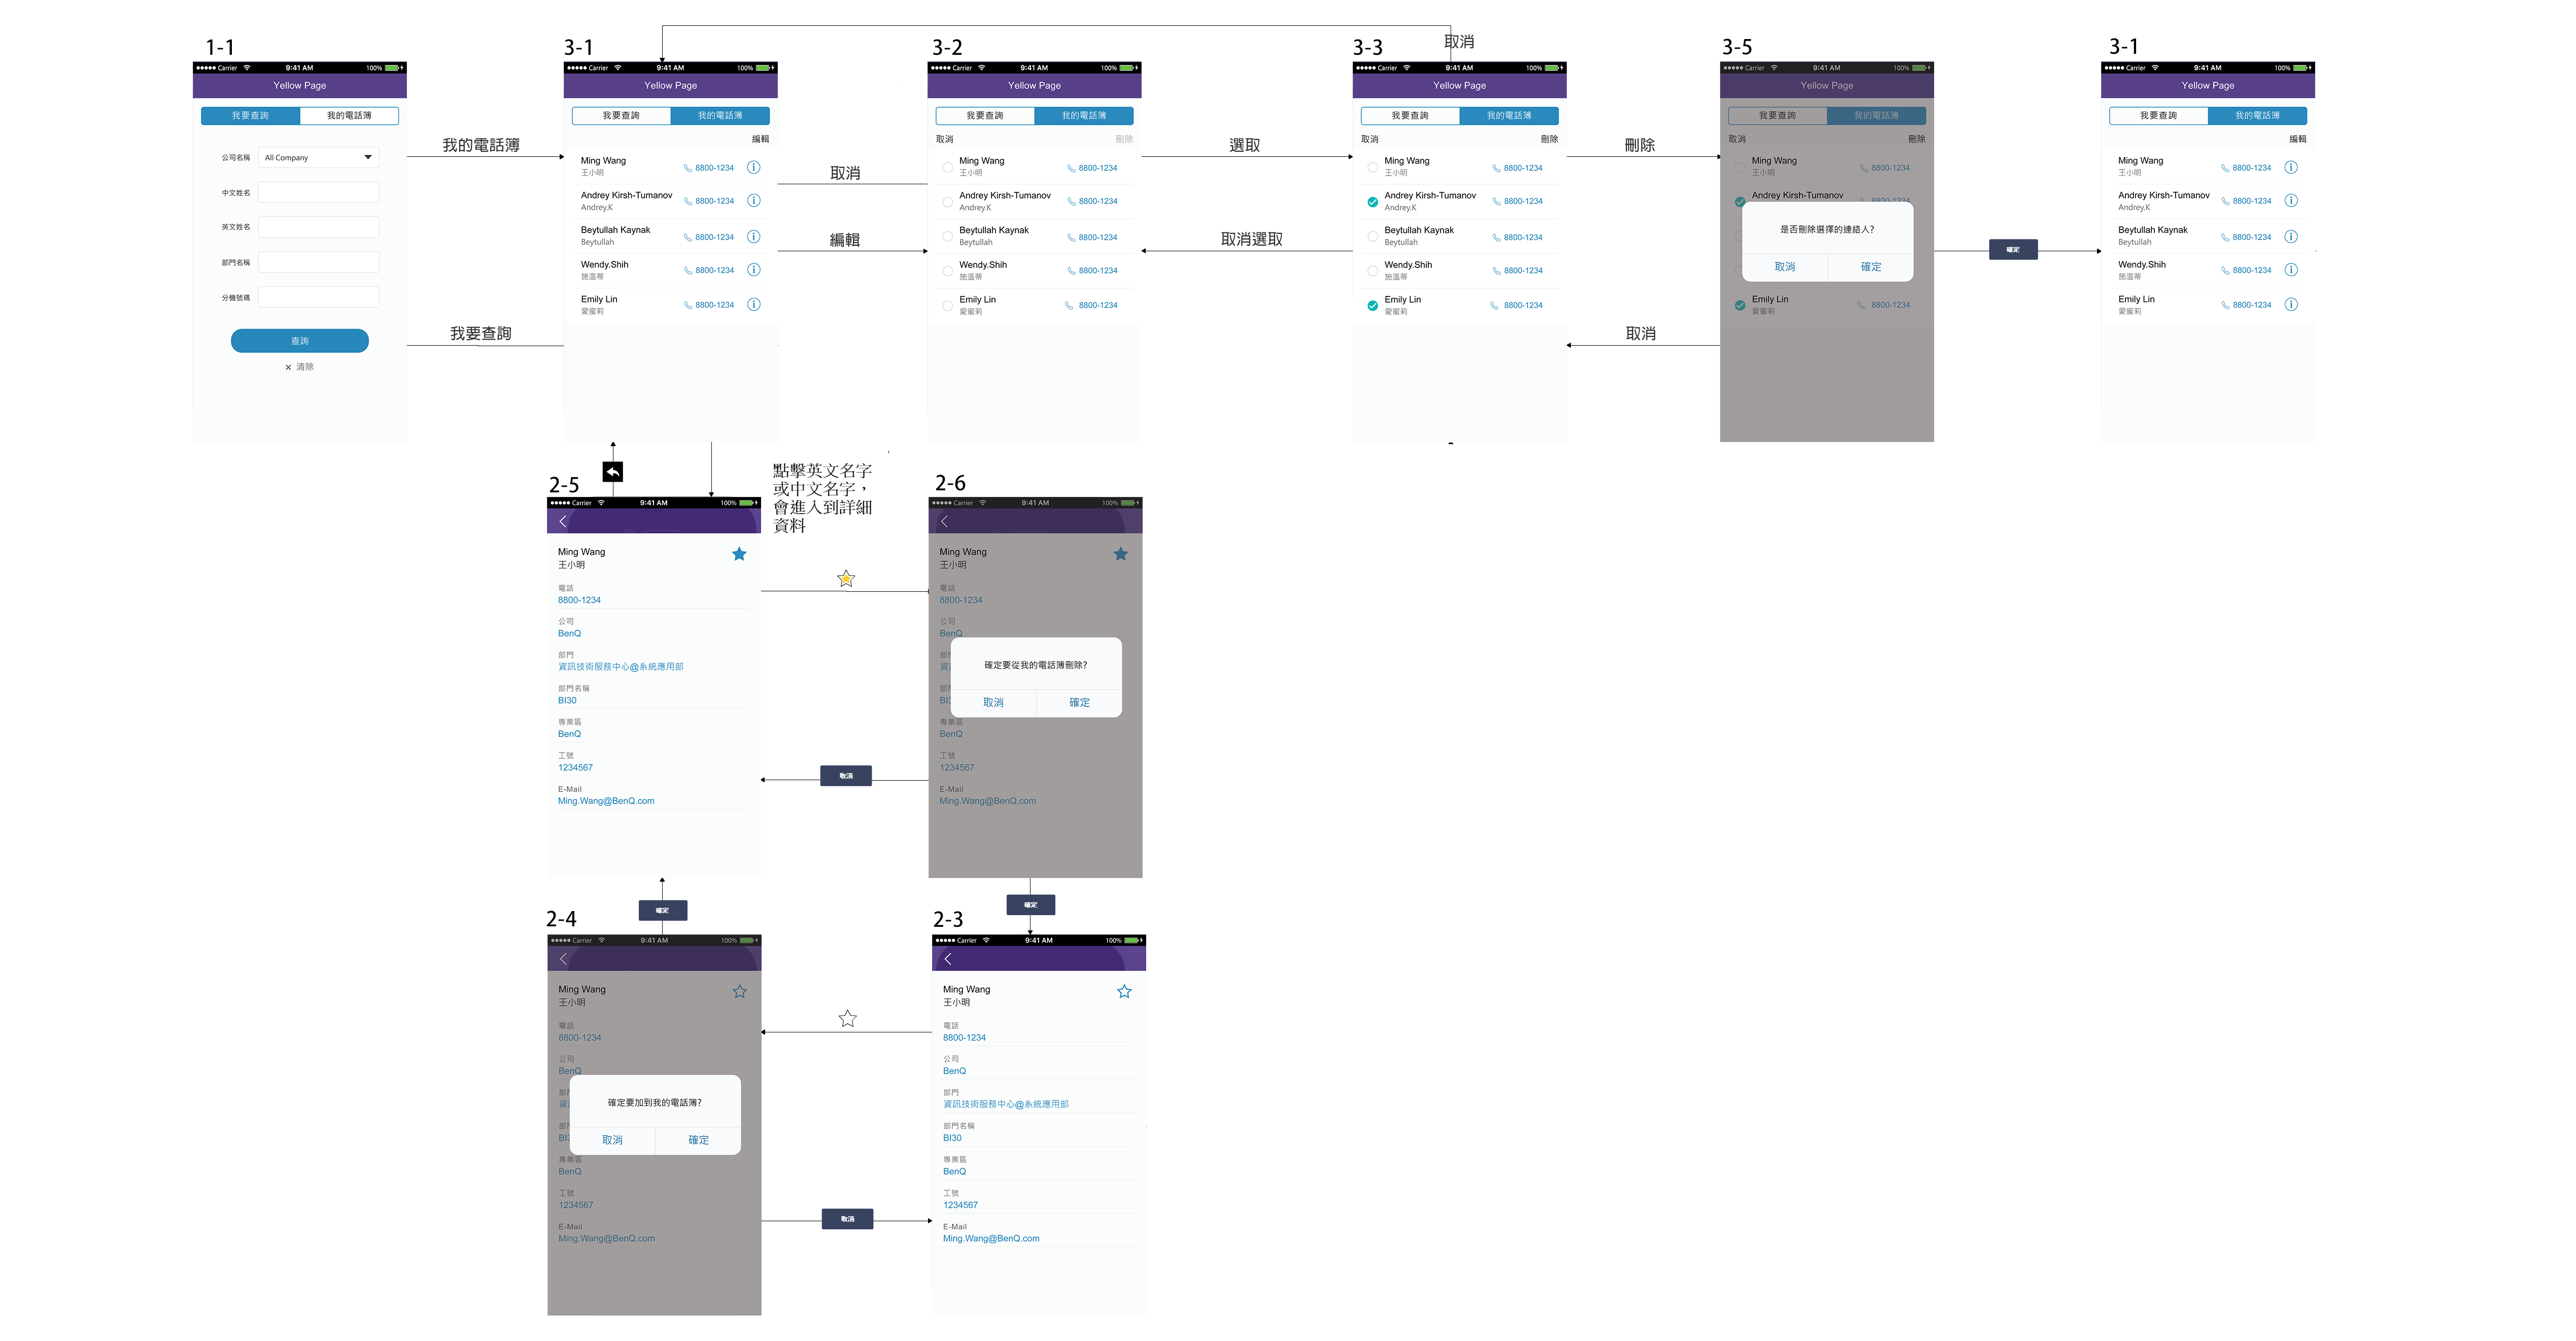 1-1
Carrier 9:41 AM 100%
Yellow Page
我要查詢 我的電話簿
公司名稱 All Company
中文姓名
英文姓名
部門名稱
分機號碼
查詢
× 清除
我的電話簿
我要查詢
3-1
Carrier 9:41 AM 100%
Yellow Page
我要查詢 我的電話簿
編輯
Ming Wang
王小明
8800-1234
Andrey Kirsh-Tumanov
Andrey.K
8800-1234
Beytullah Kaynak
Beytullah
8800-1234
Wendy.Shih
施溫蒂
8800-1234
Emily Lin
愛蜜莉
8800-1234
取消
編輯
3-2
Carrier 9:41 AM 100%
Yellow Page
我要查詢 我的電話簿
取消 刪除
Ming Wang
王小明
8800-1234
Andrey Kirsh-Tumanov
Andrey.K
8800-1234
Beytullah Kaynak
Beytullah
8800-1234
Wendy.Shih
施溫蒂
8800-1234
Emily Lin
愛蜜莉
8800-1234
選取
取消選取
3-3
取消
Carrier 9:41 AM 100%
Yellow Page
我要查詢 我的電話簿
取消 刪除
Ming Wang
王小明
8800-1234
Andrey Kirsh-Tumanov
Andrey.K
8800-1234
Beytullah Kaynak
Beytullah
8800-1234
Wendy.Shih
施溫蒂
8800-1234
Emily Lin
愛蜜莉
8800-1234
刪除
取消
3-5
Carrier 9:41 AM 100%
Yellow Page
我要查詢 我的電話簿
取消 刪除
Ming Wang
王小明
8800-1234
Andrey Kirsh-Tumanov
8800-1234
是否刪除選擇的連絡人?
取消 確定
Emily Lin
愛蜜莉
8800-1234
確定
3-1
Carrier 9:41 AM 100%
Yellow Page
我要查詢 我的電話簿
編輯
Ming Wang
王小明
8800-1234
Andrey Kirsh-Tumanov
Andrey.K
8800-1234
Beytullah Kaynak
Beytullah
8800-1234
Wendy.Shih
施溫蒂
8800-1234
Emily Lin
愛蜜莉
8800-1234
點擊英文名字
或中文名字，
會進入到詳細
資料
2-5
Carrier 9:41 AM 100%
Ming Wang
王小明
電話
8800-1234
公司
BenQ
部門
資訊技術服務中心@系統應用部
部門名稱
BI30
專業區
BenQ
工號
1234567
E-Mail
Ming.Wang@BenQ.com
取消
2-6
Carrier 9:41 AM 100%
Ming Wang
王小明
電話
8800-1234
公司
BenQ
確定要從我的電話簿刪除?
取消 確定
專業區
BenQ
工號
1234567
E-Mail
Ming.Wang@BenQ.com
確定
確定
2-4
Carrier 9:41 AM 100%
Ming Wang
王小明
電話
8800-1234
公司
BenQ
確定要加到我的電話簿?
取消 確定
專業區
BenQ
工號
1234567
E-Mail
Ming.Wang@BenQ.com
取消
2-3
Carrier 9:41 AM 100%
Ming Wang
王小明
電話
8800-1234
公司
BenQ
部門
資訊技術服務中心@系統應用部
部門名稱
BI30
專業區
BenQ
工號
1234567
E-Mail
Ming.Wang@BenQ.com